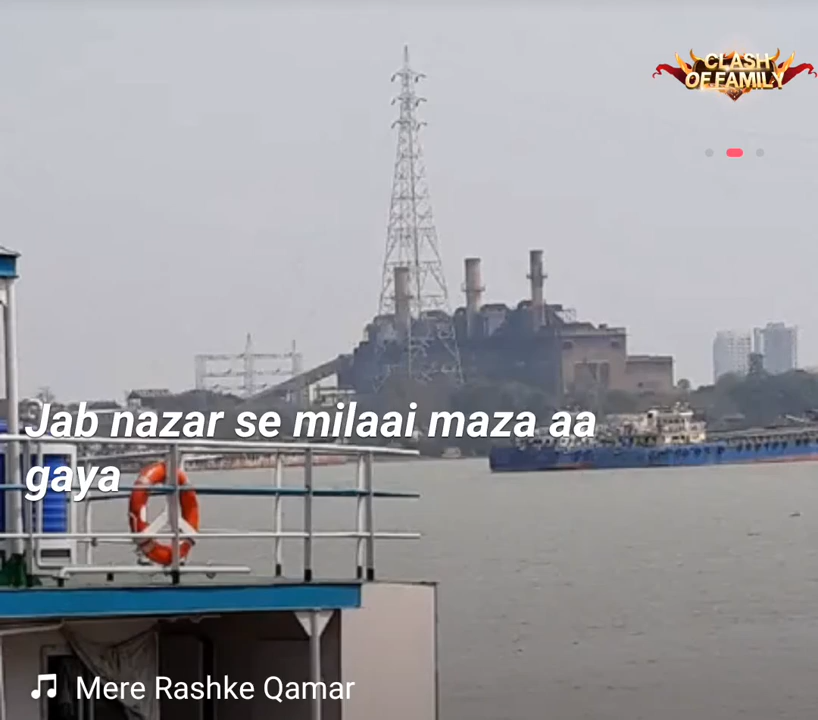 CLASH
OF FAMILY
Jab nazar se milaai maza aa
gaya
Mere Rashke Qamar